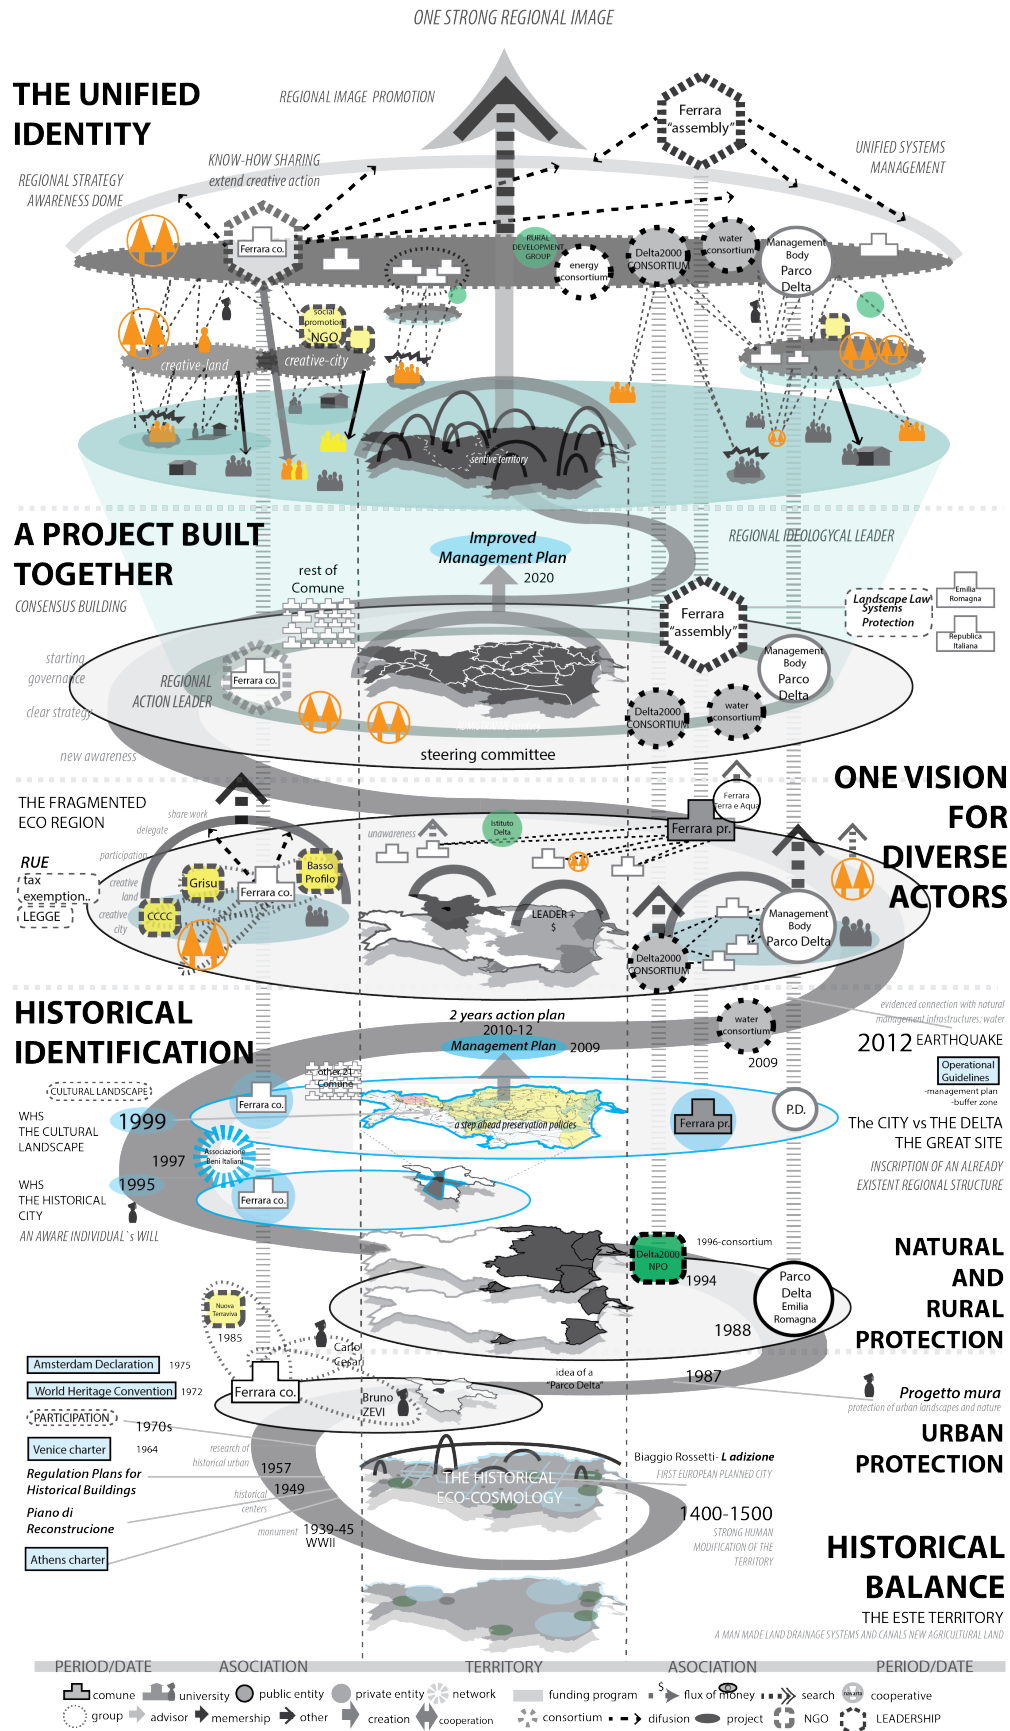 ONE STRONG REGIONAL IMAGE
THE UNIFIED
IDENTITY
REGIONAL IMAGE PROMOTION
Ferrara
"assembly"
KNOW-HOW SHARING
extend creative action
UNIFIED SYSTEMS
MANAGEMENT
REGIONAL STRATEGY
AWARENESS DOME
Ferrara co.
RURAL
DEVELOPMENT
GROUP
energy
consortium
Delta2000
CONSORTIUM
water
consortium
Management
Body
Parco
Delta
social
promotion
NGO
creative-land
creative-city
sentive territory
A PROJECT BUILT
TOGETHER
CONSENSUS BUILDING
Improved
Management Plan
2020
REGIONAL IDEOLOGYCAL LEADER
rest of
Comune
Ferrara
"assembly"
Landscape Law
Systems
Protection
Emilia
Romagna
Republica
Italiana
starting
governance
clear strategy
new awareness
REGIONAL
ACTION LEADER
Ferrara co.
Management
Body
Parco
Delta
Delta2000
CONSORTIUM
water
consortium
steering committee
ONE VISION
FOR
DIVERSE
ACTORS
THE FRAGMENTED
ECO REGION
share work
delegate
participation
unawareness
Istituto
Delta
Ferrara
Terra e Aqua
Ferrara pr.
RUE
tax
exemption..
LEGGE
creative
land
creative
city
Grisu
Basso
Profilo
CCCC
Ferrara co.
LEADER +
$
Delta2000
CONSORTIUM
Management
Body
Parco Delta
HISTORICAL
IDENTIFICATION
2 years action plan
2010-12
Management Plan
2009
water
consortium
2009
evidenced connection with natural
management infrastructures: water
2012 EARTHQUAKE
Operational
Guidelines
-management plan
-buffer zone
CULTURAL LANDSCAPE
other 21
Comune
WHS
THE CULTURAL
LANDSCAPE
1999
Ferrara co.
a step ahead preservation policies
Ferrara pr.
P.D.
The CITY vs THE DELTA
THE GREAT SITE
INSCRIPTION OF AN ALREADY
EXISTENT REGIONAL STRUCTURE
1997
Associazione
Beni Italiani
WHS
THE HISTORICAL
CITY
1995
Ferrara co.
AN AWARE INDIVIDUAL`s WILL
Delta2000
NPO
1996-consortium
1994
Parco
Delta
Emilia
Romagna
1988
NATURAL
AND
RURAL
PROTECTION
Nuova
Terraviva
1985
Carlo
Cesari
Amsterdam Declaration 1975
World Heritage Convention 1972
Ferrara co.
Bruno
ZEVI
idea of a
"Parco Delta"
1987
Progetto mura
protection of urban landscapes and nature
PARTICIPATION
1970s
Venice charter 1964
URBAN
PROTECTION
research of
historical urban
1957
Regulation Plans for
Historical Buildings
THE HISTORICAL
ECO-COSMOLOGY
Biaggio Rossetti- L adizione
FIRST EUROPEAN PLANNED CITY
historical
centers
1949
Piano di
Reconstrucione
monument
1939-45
WWII
1400-1500
STRONG HUMAN
MODIFICATION OF THE
TERRITORY
Athens charter
HISTORICAL
BALANCE
THE ESTE TERRITORY
A MAN MADE LAND DRAINAGE SYSTEMS AND CANALS NEW AGRICULTURAL LAND
PERIOD/DATE ASOCIATION TERRITORY ASOCIATION PERIOD/DATE
comune university public entity private entity network funding program $ flux of money search navarra cooperative
group advisor memership other creation cooperation consortium difusion project NGO LEADERSHIP